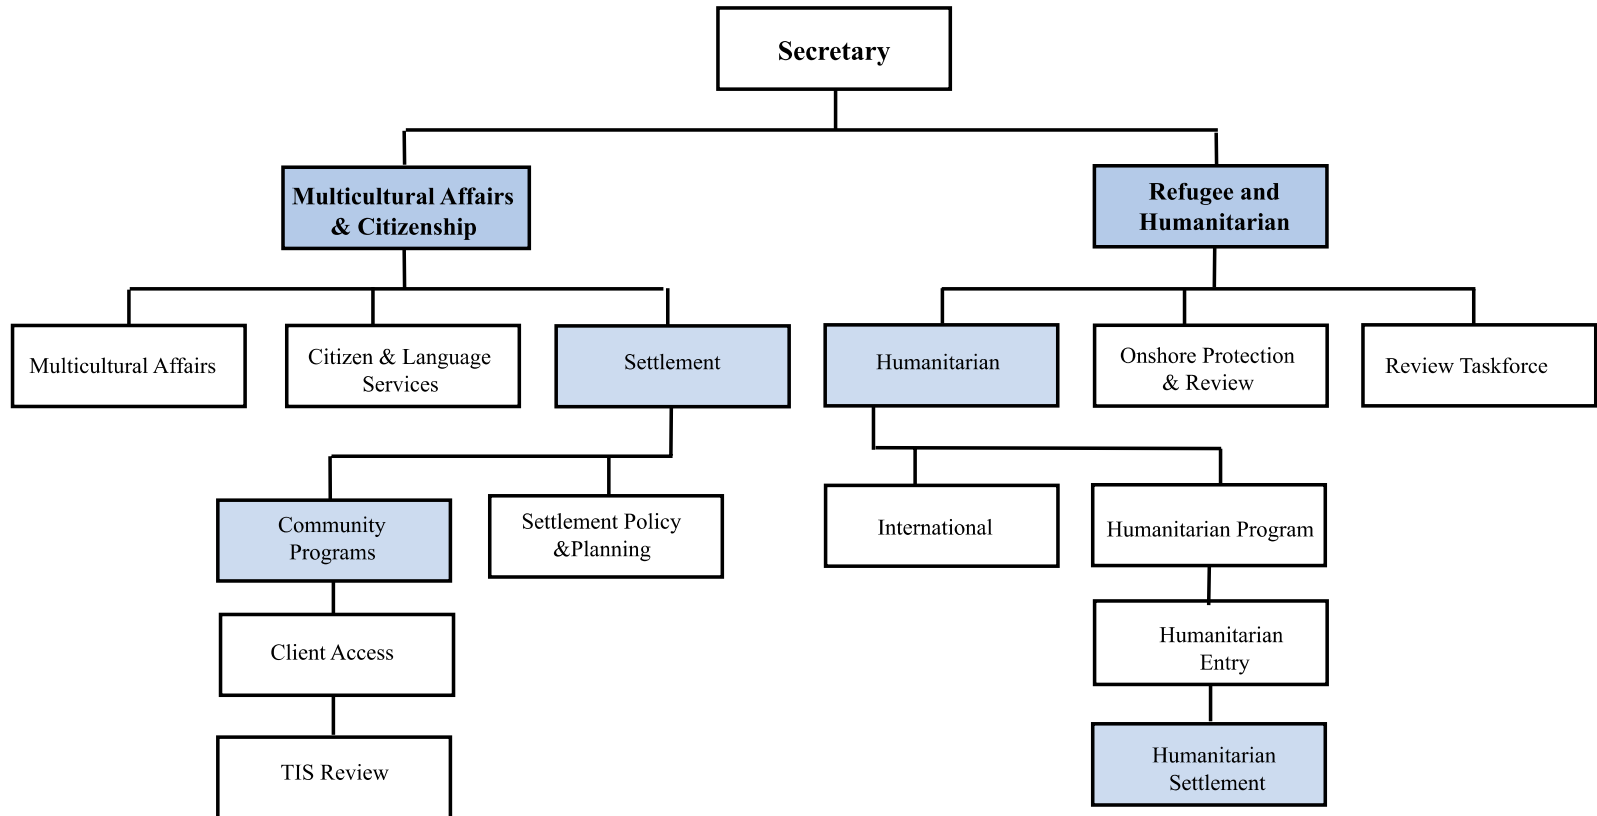 Secretary
Multicultural Affairs
& Citizenship
Refugee and
Humanitarian
Multicultural Affairs
Citizen & Language
Services
Settlement
Humanitarian
Onshore Protection
& Review
Review Taskforce
Community
Programs
Settlement Policy
&Planning
International
Humanitarian Program
Client Access
Humanitarian
Entry
TIS Review
Humanitarian
Settlement